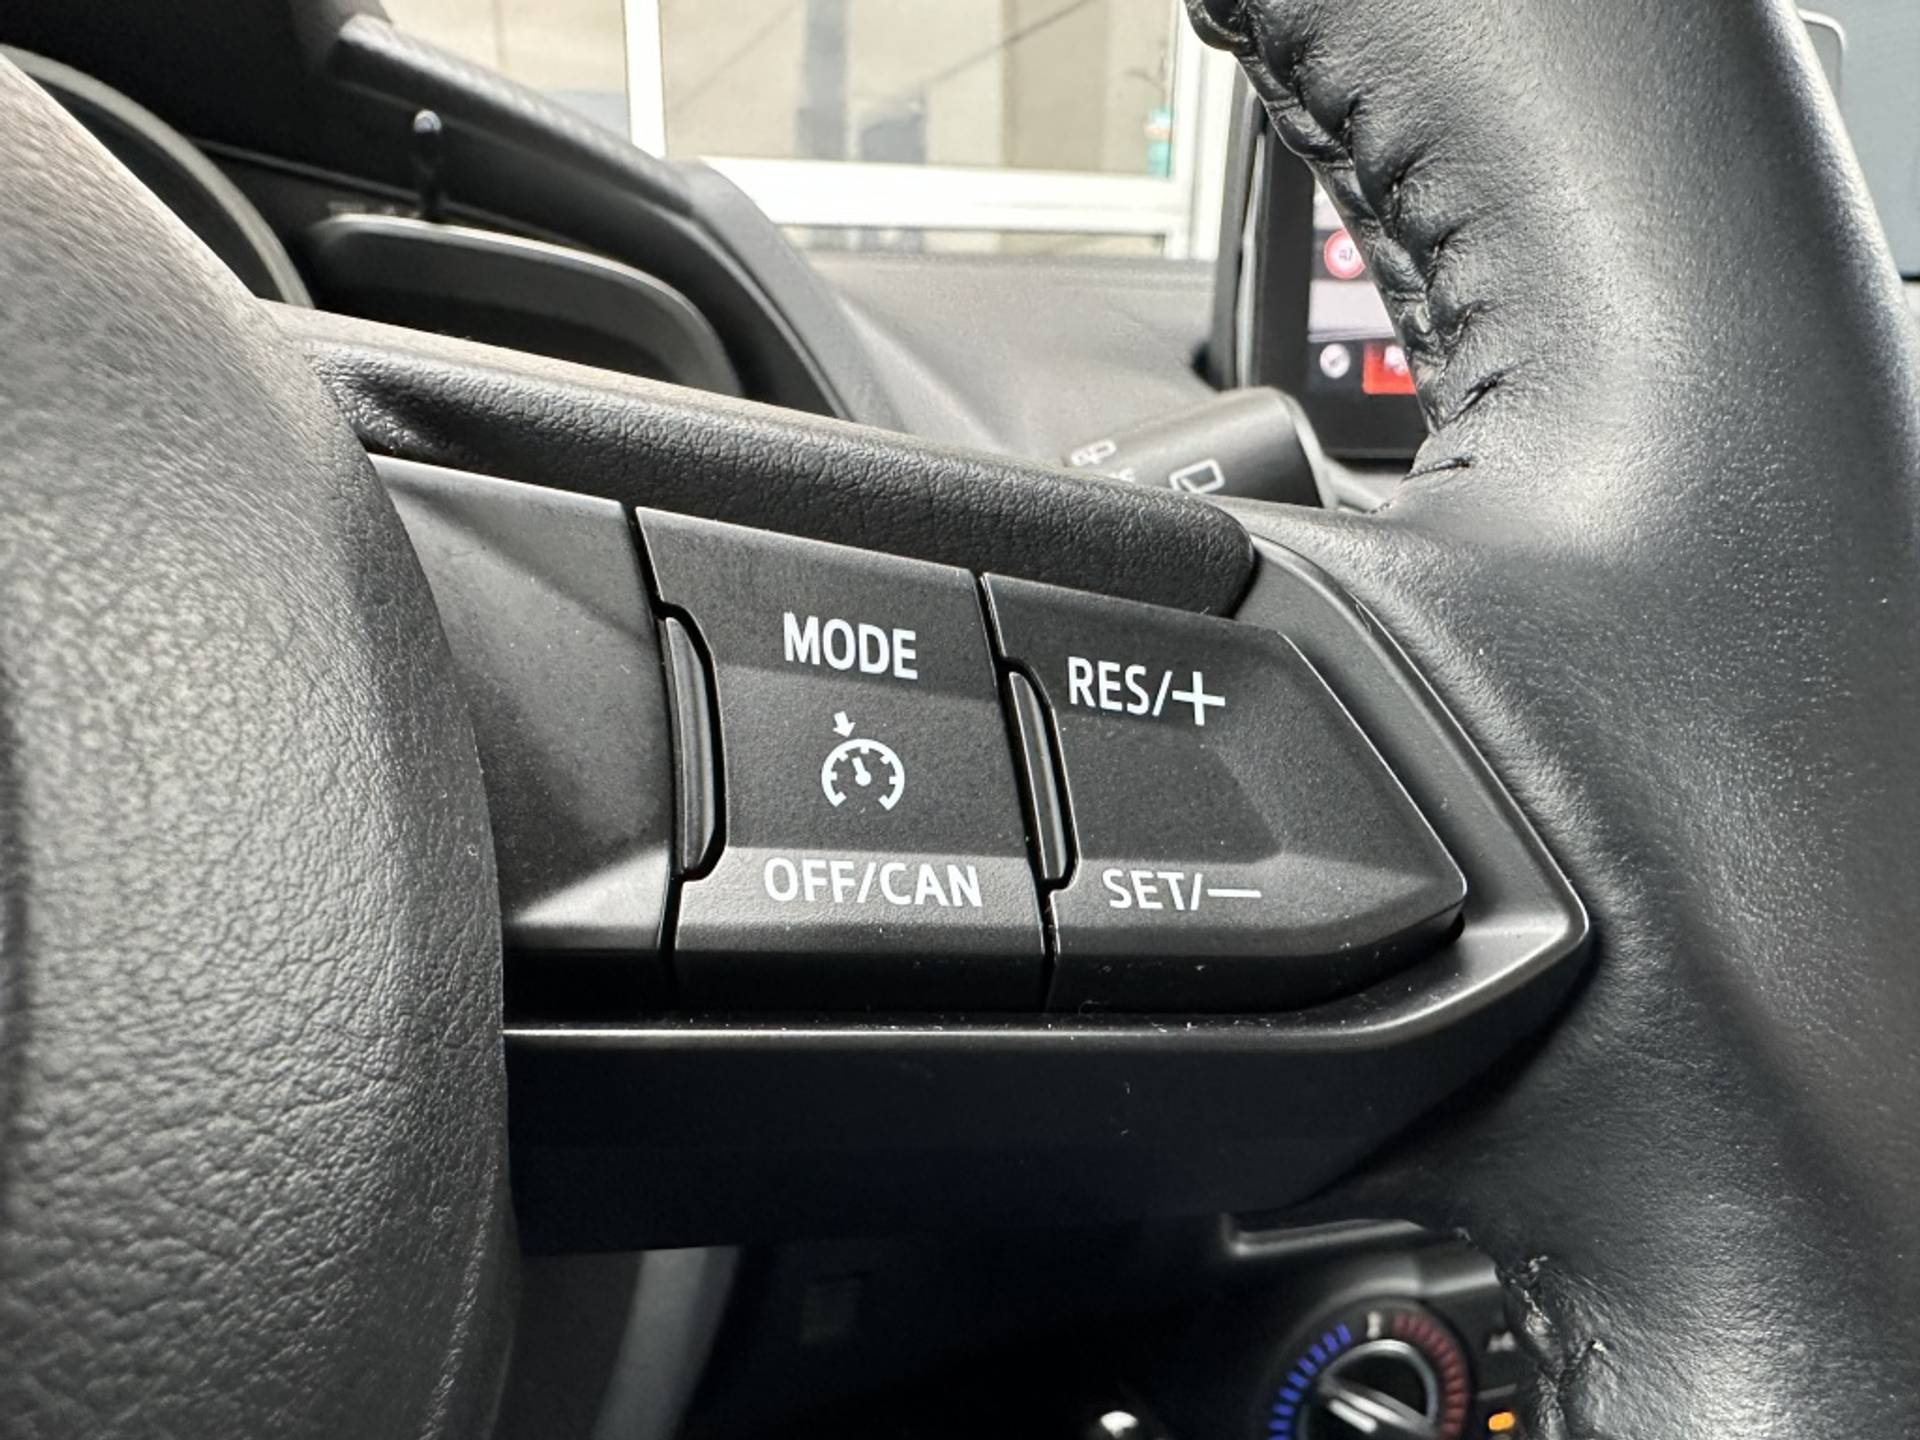 MODE
RES/+
OFF/CAN
SET/—